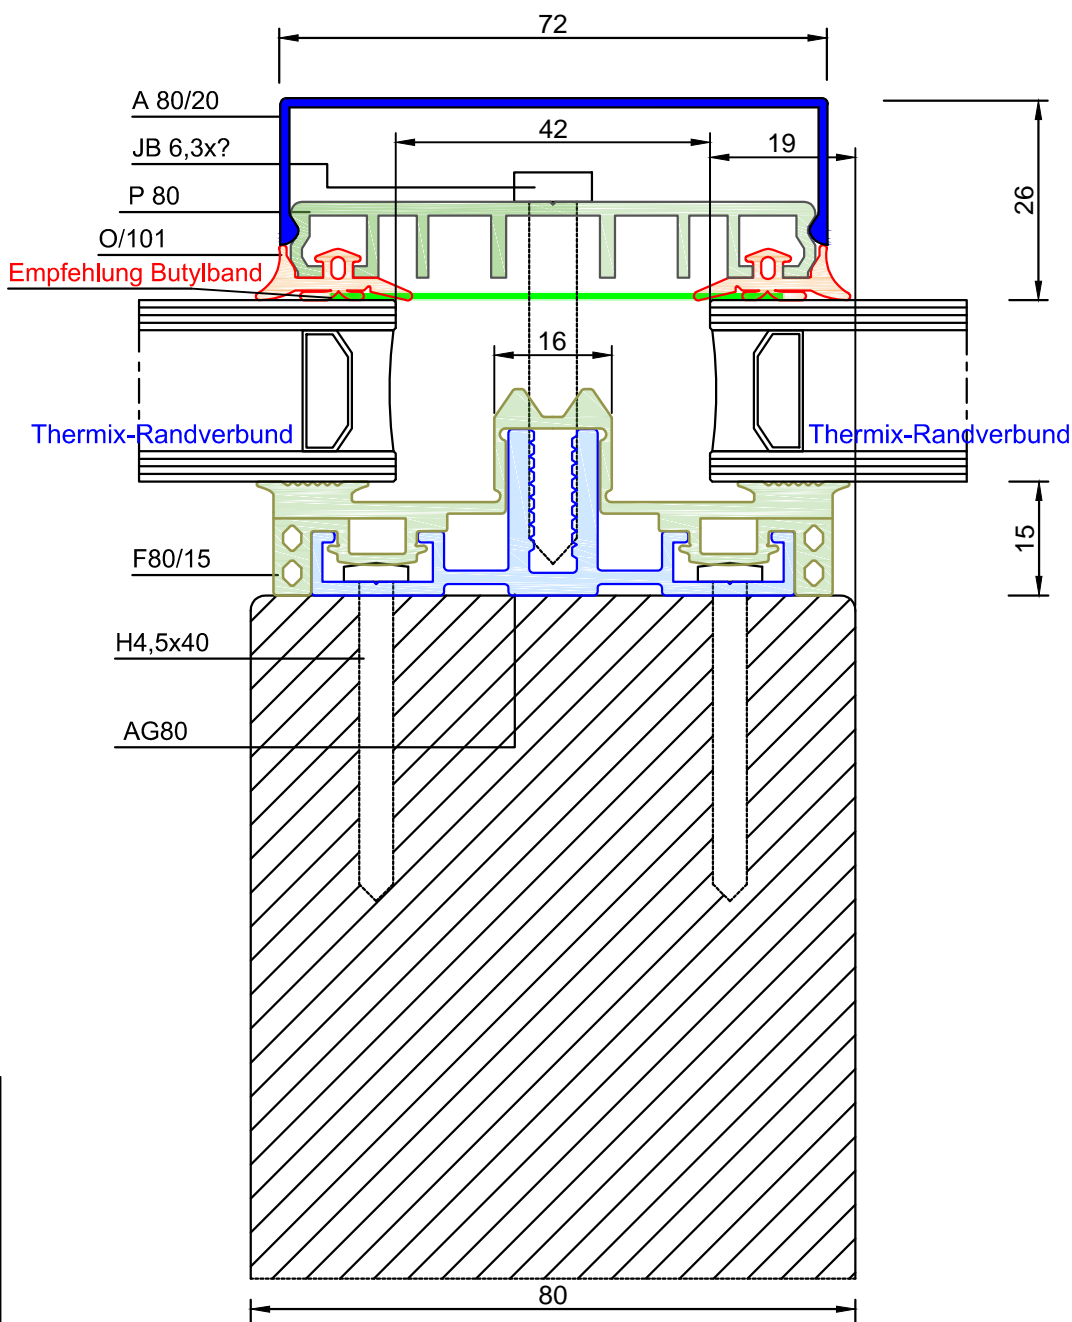 72
A 80/20
JB 6,3x?
42
19
P 80
26
O/101
Empfehlung Butylband
16
Thermix-Randverbund
Thermix-Randverbund
15
F80/15
H4,5x40
AG80
80